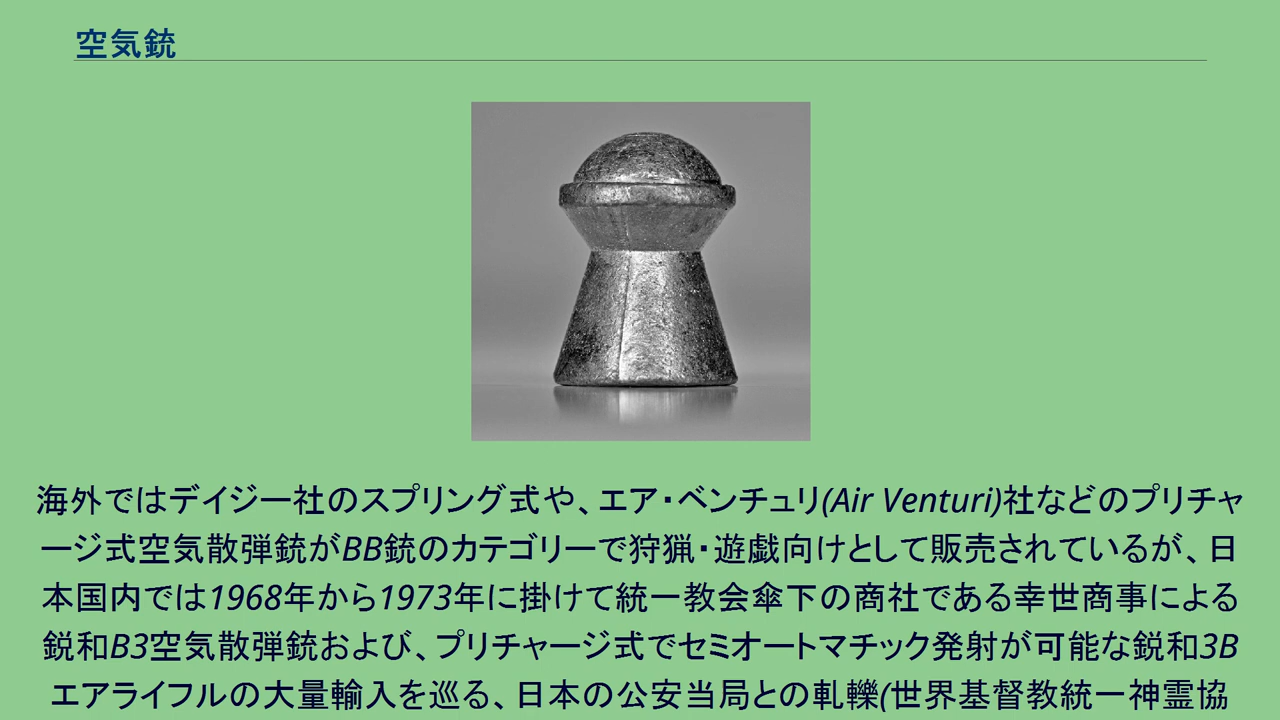 空気銃
海外ではデイジー社のスプリング式や、エア・ベンチュリ(Air Venturi)社などのプリチャ
ージ式空気散弾銃がBB銃のカテゴリーで狩猟・遊戯向けとして販売されているが、日
本国内では1968年から1973年に掛けて統一教会傘下の商社である幸世商事による
鋭和B3空気散弾銃および、プリチャージ式でセミオートマチック発射が可能な鋭和3B
エアライフルの大量輸入を巡る、日本の公安当局との軋轢(世界基督教統一神霊協